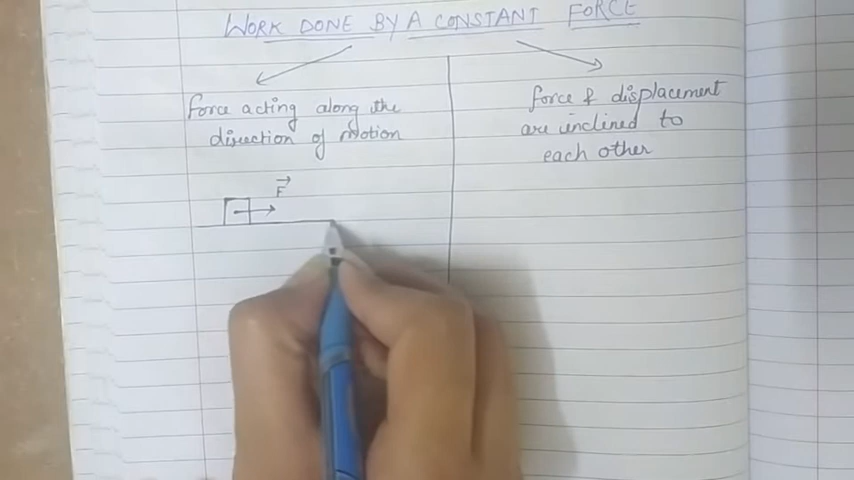 WORK DONE BY A CONSTANT FORCE
Force acting along the
direction of motion
F
force & displacement
are inclined to
each other